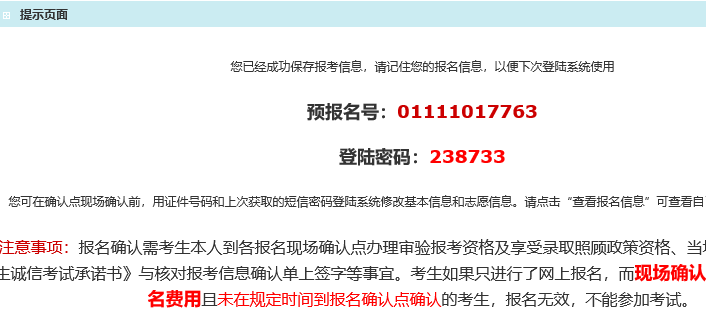 提示页面
您已经成功保存报考信息，请记住您的报名信息，以便下次登陆系统使用
预报名号：01111017763
登陆密码：238733
您可在确认点现场确认前，用证件号码和上次获取的短信密码登陆系统修改基本信息和志愿信息。请点击“查看报名信息”可查看自
注意事项：报名确认需考生本人到各报名现场确认点办理审验报考资格及享受录取照顾政策资格、当场
生诚信考试承诺书》与核对报考信息确认单上签字等事宜。考生如果只进行了网上报名，而现场确认
名费用且未在规定时间到报名确认点确认的考生，报名无效，不能参加考试。